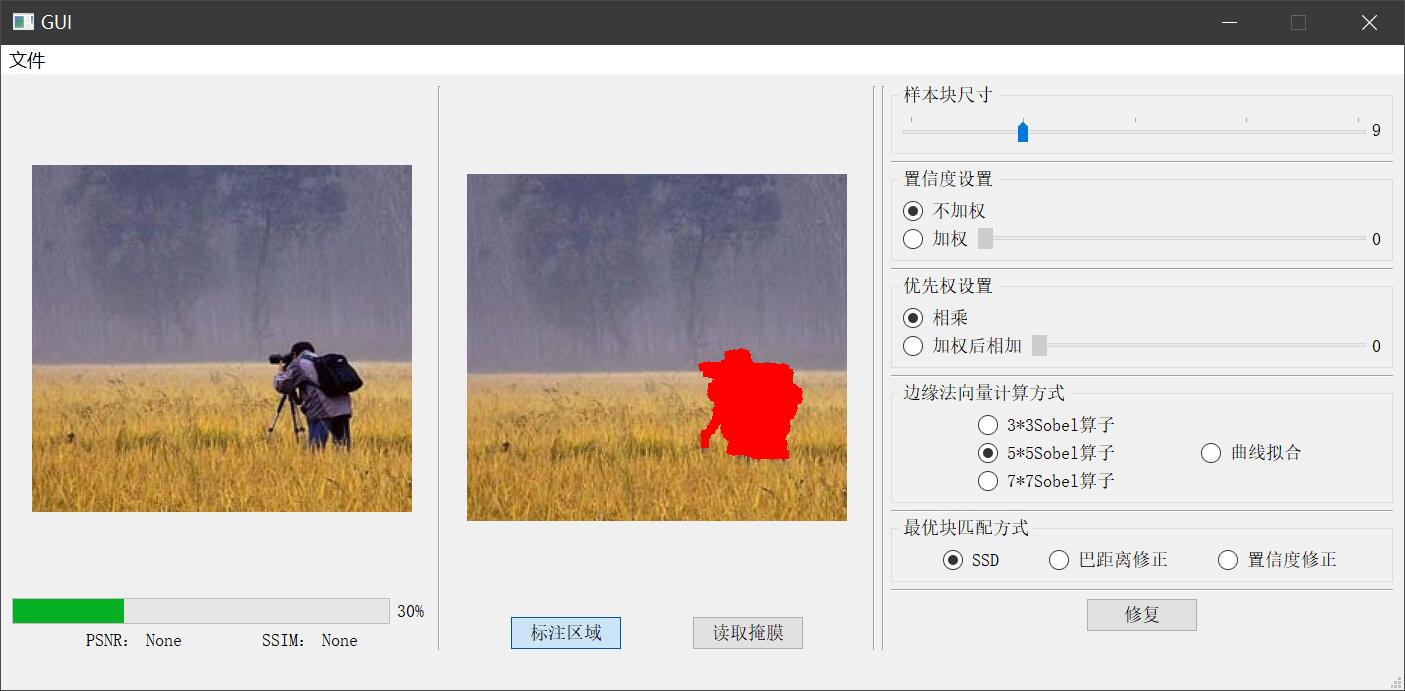 GUI
文件
30%
PSNR: None SSIM: None
标注区域 读取掩膜
样本块尺寸
9
置信度设置
不加权
加权 0
优先权设置
相乘
加权后相加 0
边缘法向量计算方式
3*3Sobel算子
5*5Sobel算子 曲线拟合
7*7Sobel算子
最优块匹配方式
SSD 巴距离修正 置信度修正
修复